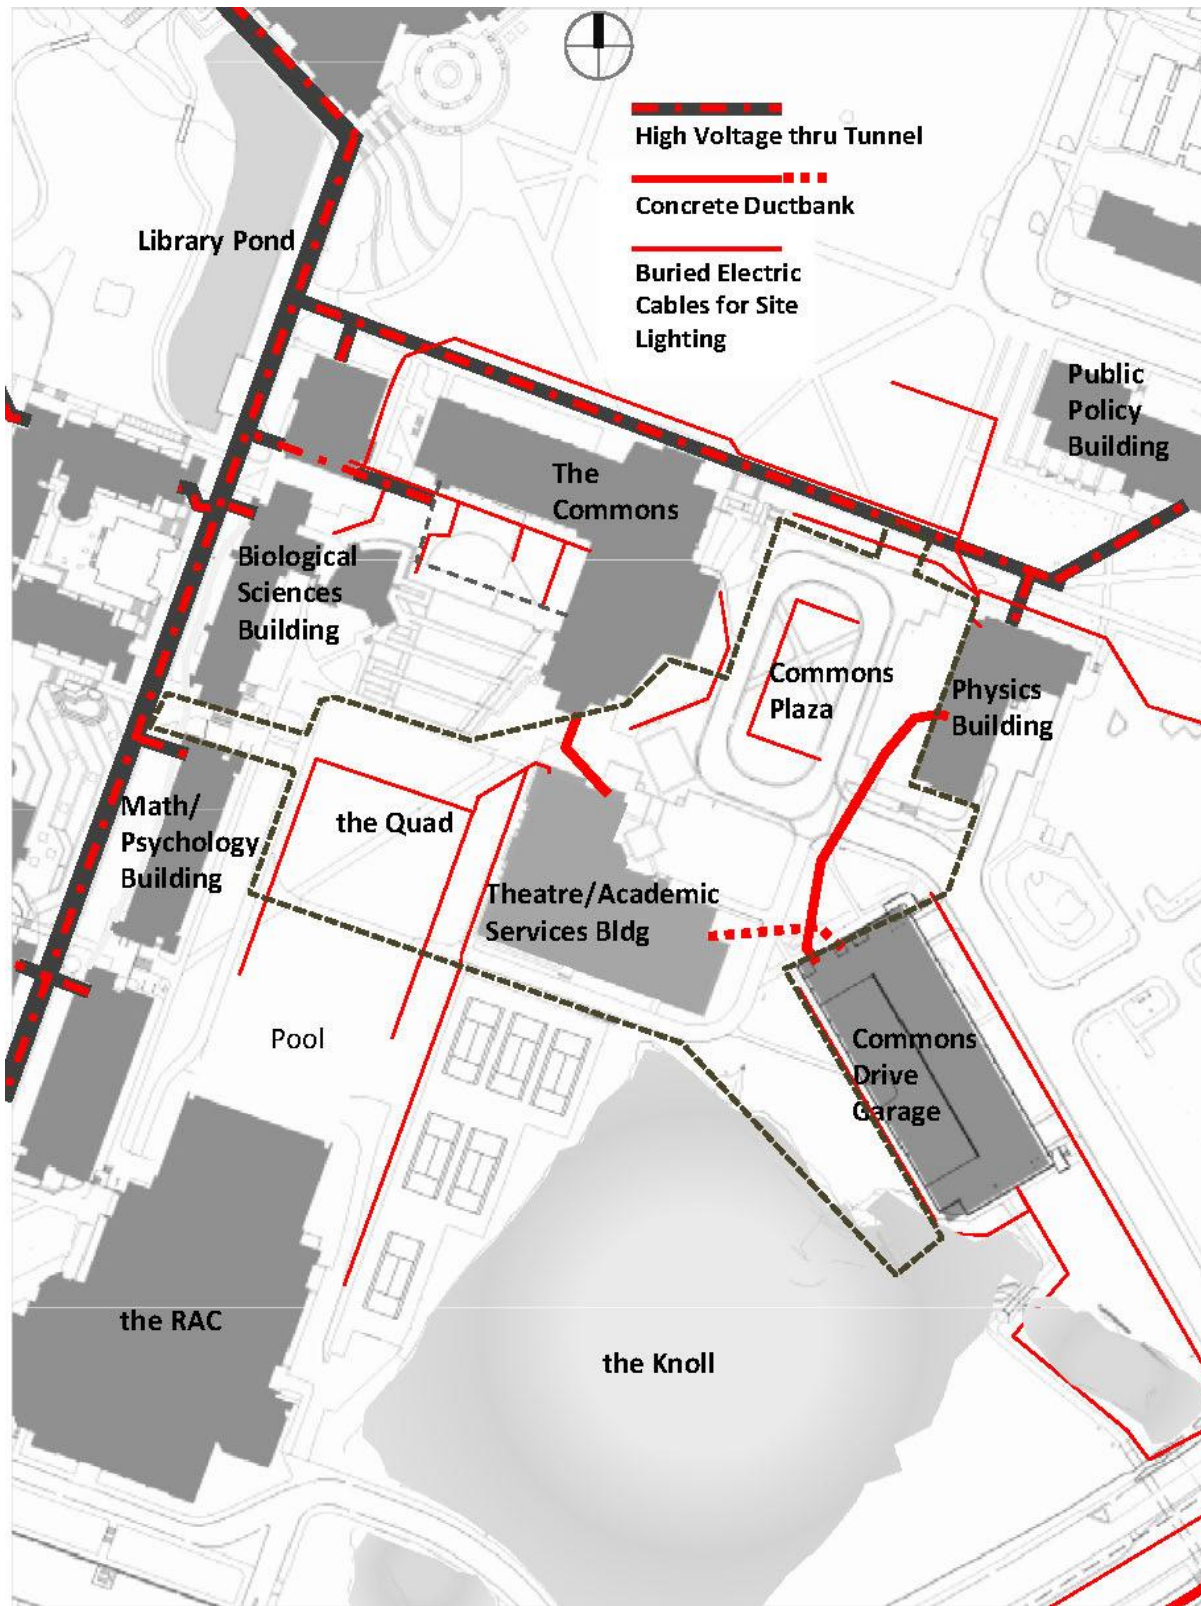 High Voltage thru Tunnel
Concrete Ductbank
Library Pond
Buried Electric
Cables for Site
Lighting
Public
Policy
Building
The
Commons
Biological
Sciences
Building
Commons
Plaza
Physics
Building
Math/
Psychology
Building
the Quad
Theatre/Academic
Services Bldg
Pool
Commons
Drive
Garage
the RAC
the Knoll